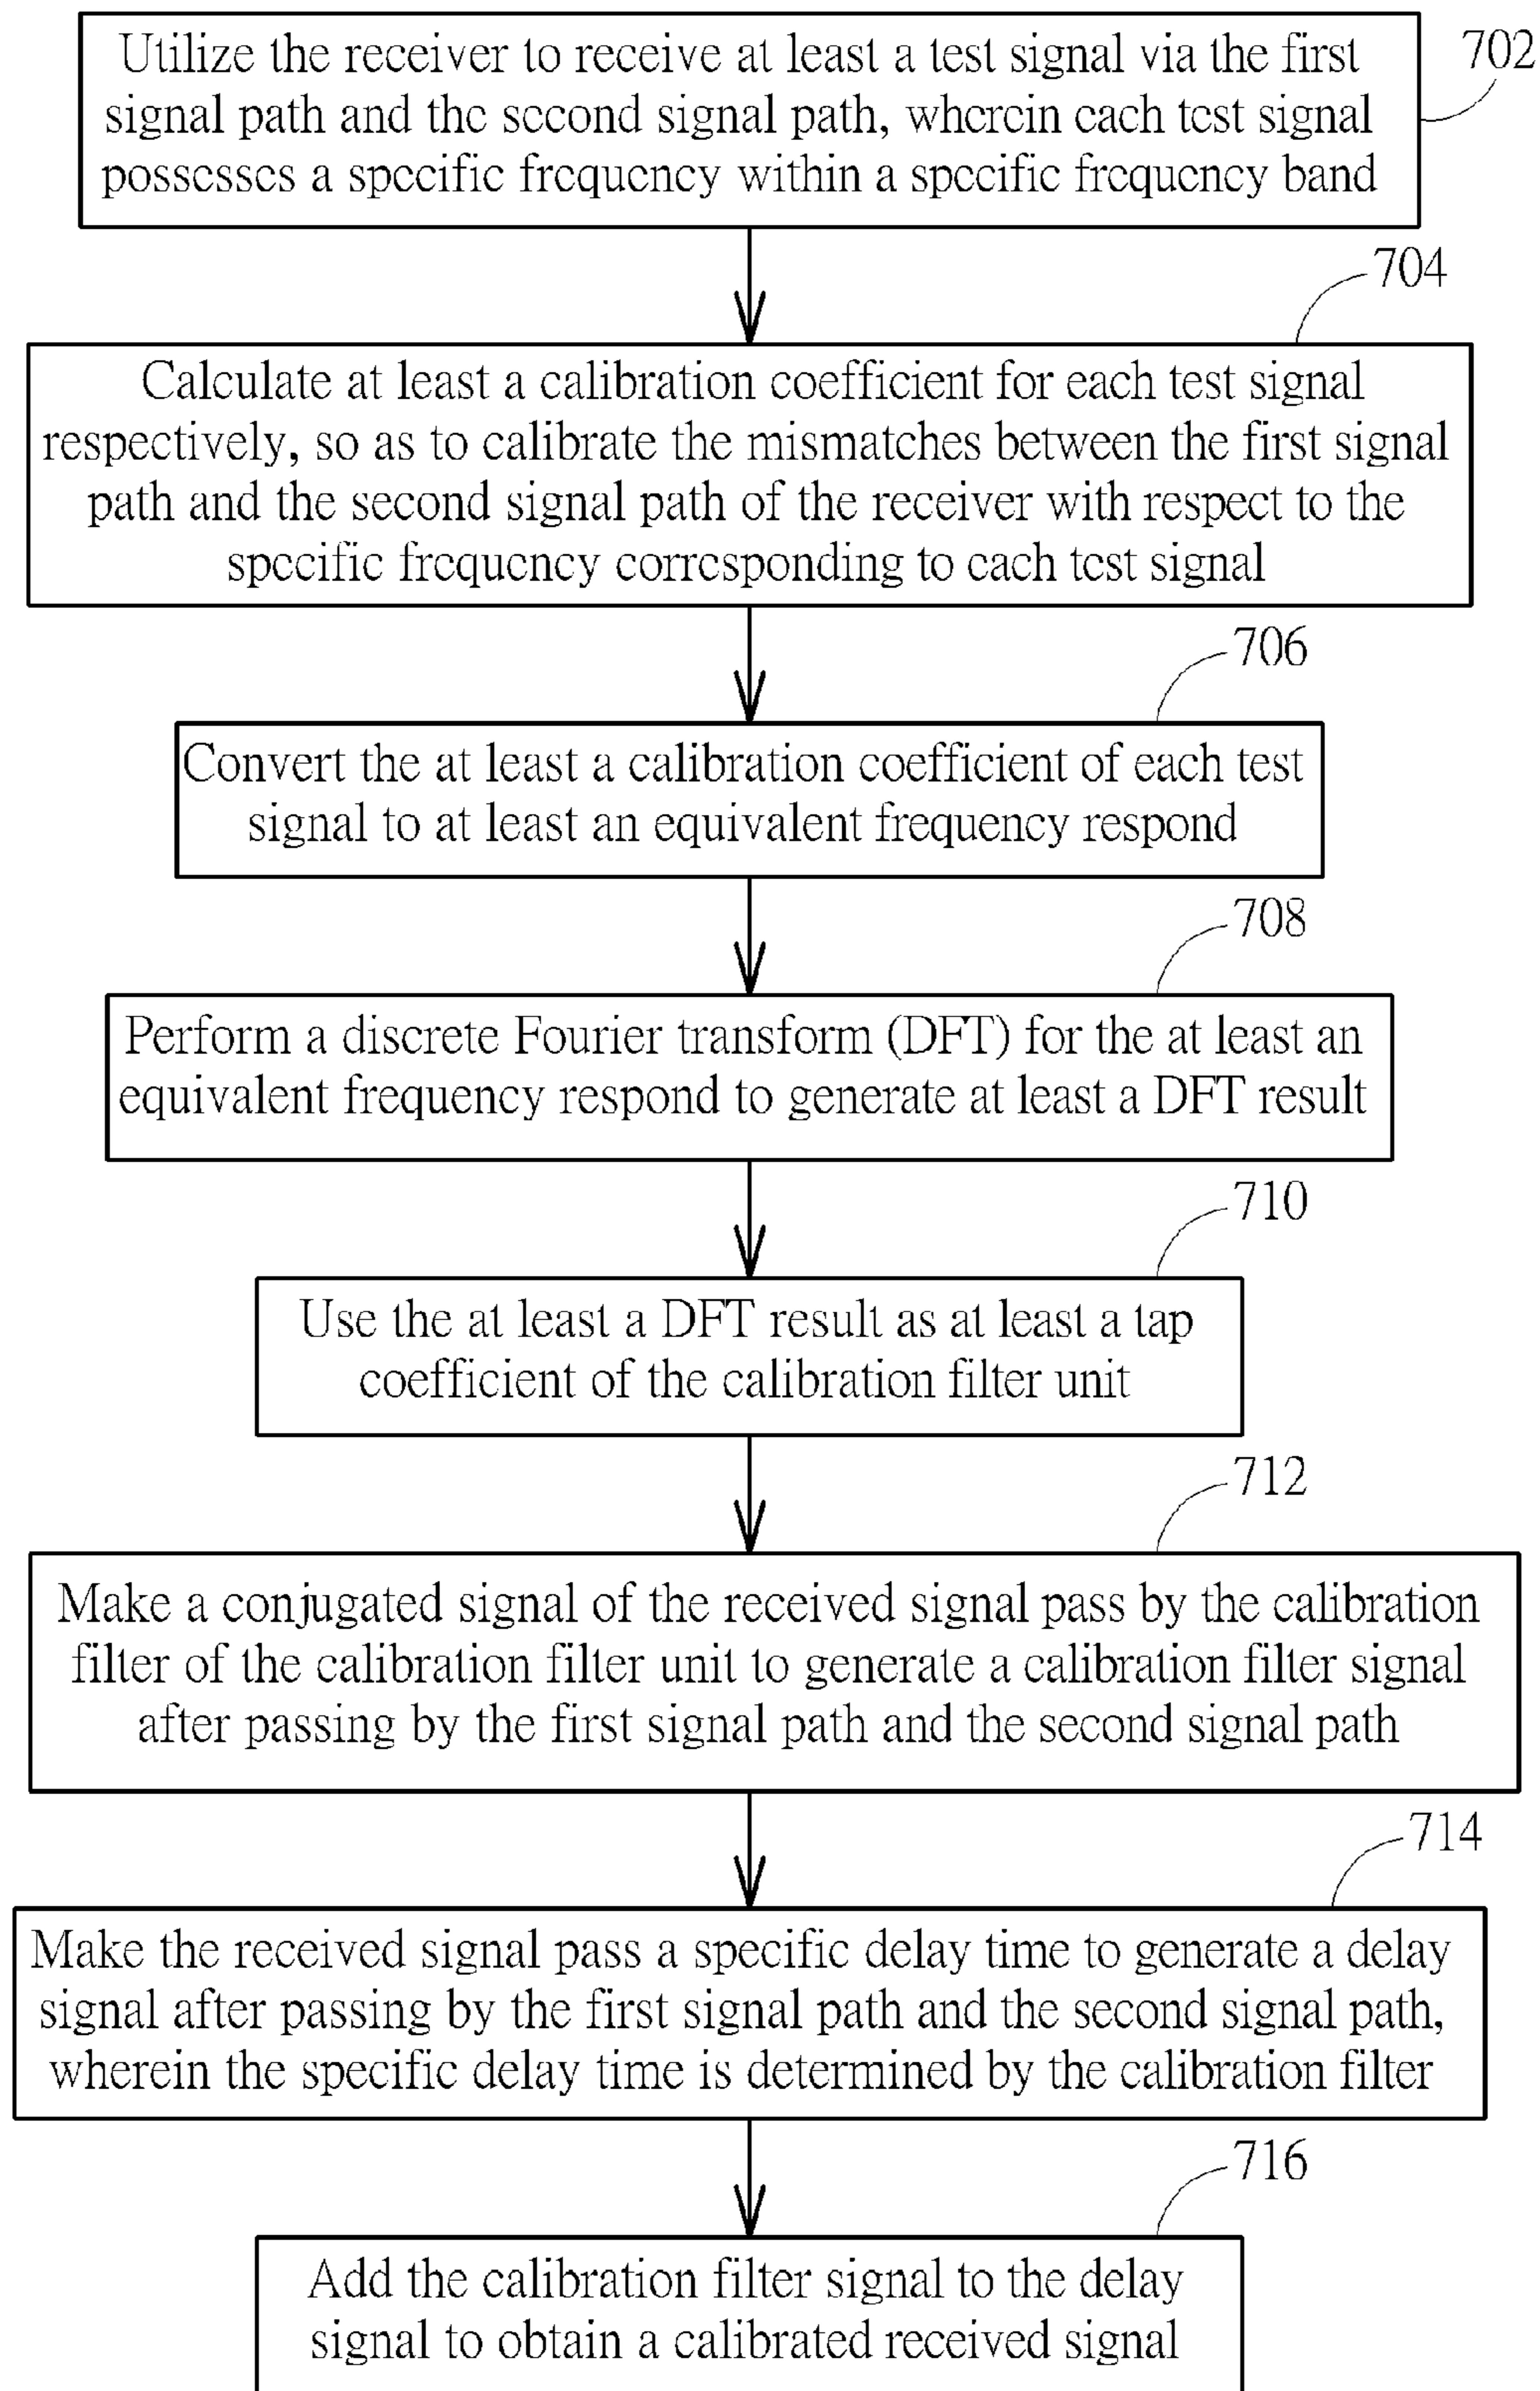 Utilize the receiver to receive at least a test signal via the first
signal path and the second signal path, wherein each test signal
possesses a specific frequency within a specific frequency band
702
704
Calculate at least a calibration coefficient for each test signal
respectively, so as to calibrate the mismatches between the first signal
path and the second signal path of the receiver with respect to the
specific frequency corresponding to each test signal
706
Convert the at least a calibration coefficient of each test
signal to at least an equivalent frequency respond
708
Perform a discrete Fourier transform (DFT) for the at least an
equivalent frequency respond to generate at least a DFT result
710
Use the at least a DFT result as at least a tap
coefficient of the calibration filter unit
712
Make a conjugated signal of the received signal pass by the calibration
filter of the calibration filter unit to generate a calibration filter signal
after passing by the first signal path and the second signal path
714
Make the received signal pass a specific delay time to generate a delay
signal after passing by the first signal path and the second signal path,
wherein the specific delay time is determined by the calibration filter
716
Add the calibration filter signal to the delay
signal to obtain a calibrated received signal